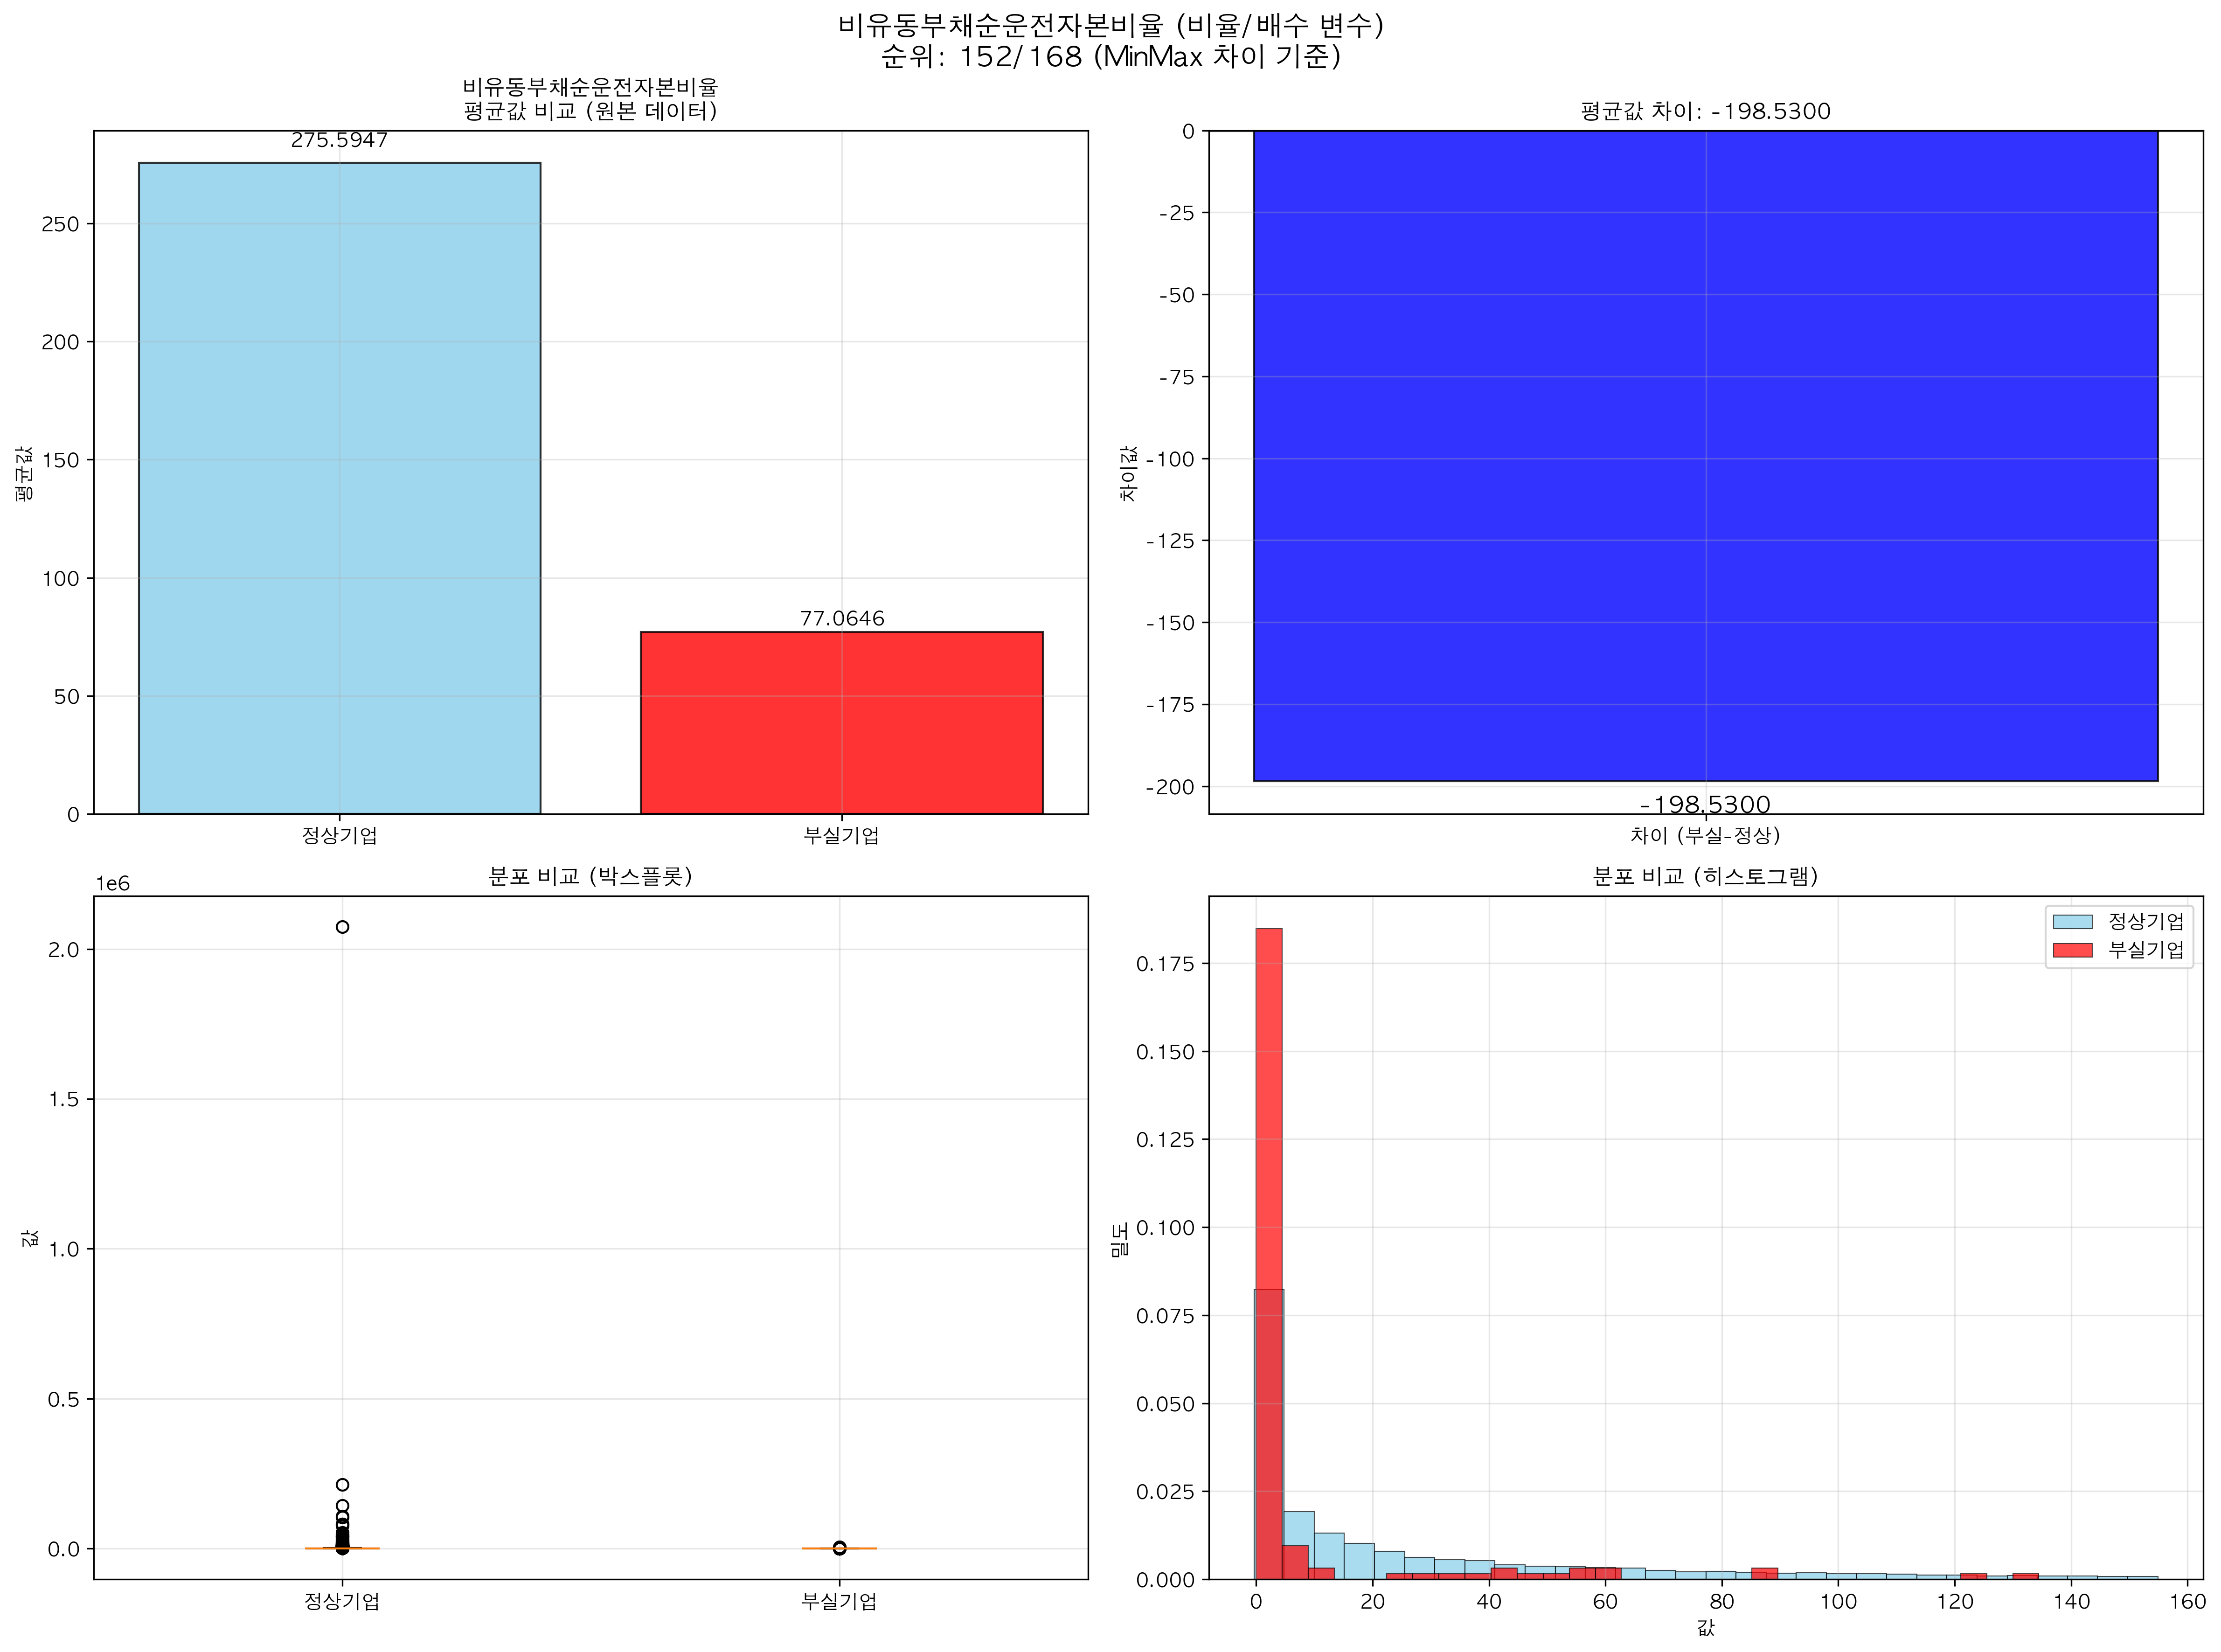 비유동부채순운전자본비율 (비율/배수 변수)
순위: 152/168 (MinMax 차이 기준)
비유동부채순운전자본비율
평균값 비교 (원본 데이터)
275.5947
77.0646
평균값
250
200
150
100
50
0
정상기업
부실기업
평균값 차이: -198.5300
차이값
0
-25
-50
-75
-100
-125
-150
-175
-200
-198.5300
차이 (부실-정상)
분포 비교 (박스플롯)
1e6
값
2.0
1.5
1.0
0.5
0.0
정상기업
부실기업
분포 비교 (히스토그램)
정상기업
부실기업
밀도
0.175
0.150
0.125
0.100
0.075
0.050
0.025
0.000
0
20
40
60
80
100
120
140
160
값